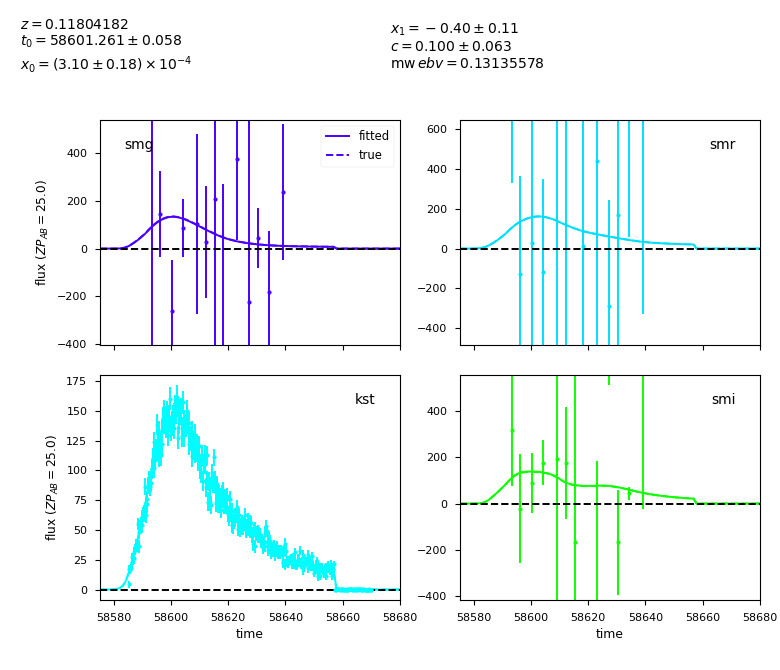 z = 0.11804182
t0 = 58601.261 ± 0.058
x0 = (3.10 ± 0.18) × 10^−4
x1 = −0.40 ± 0.11
c = 0.100 ± 0.063
mwebv = 0.13135578
smg
fitted
true
400
200
0
−200
−400
flux (ZP_AB = 25.0)
smr
600
400
200
0
−200
−400
kst
175
150
125
100
75
50
25
0
flux (ZP_AB = 25.0)
58580 58600 58620 58640 58660 58680
time
smi
400
200
0
−200
−400
58580 58600 58620 58640 58660 58680
time